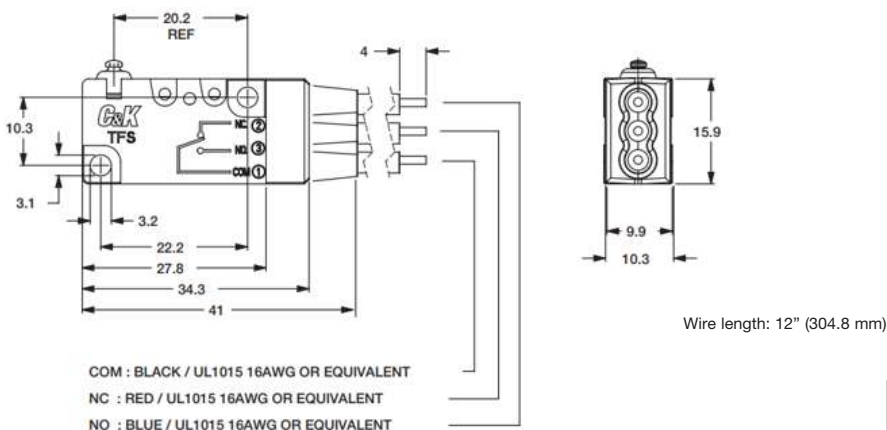 20.2
REF
4
C&K
TFS
NC ②
NO. ③
COM ①
10.3
3.1
3.2
22.2
27.8
34.3
41
15.9
9.9
10.3
Wire length: 12” (304.8 mm)
COM : BLACK / UL1015 16AWG OR EQUIVALENT
NC : RED / UL1015 16AWG OR EQUIVALENT
NO : BLUE / UL1015 16AWG OR EQUIVALENT